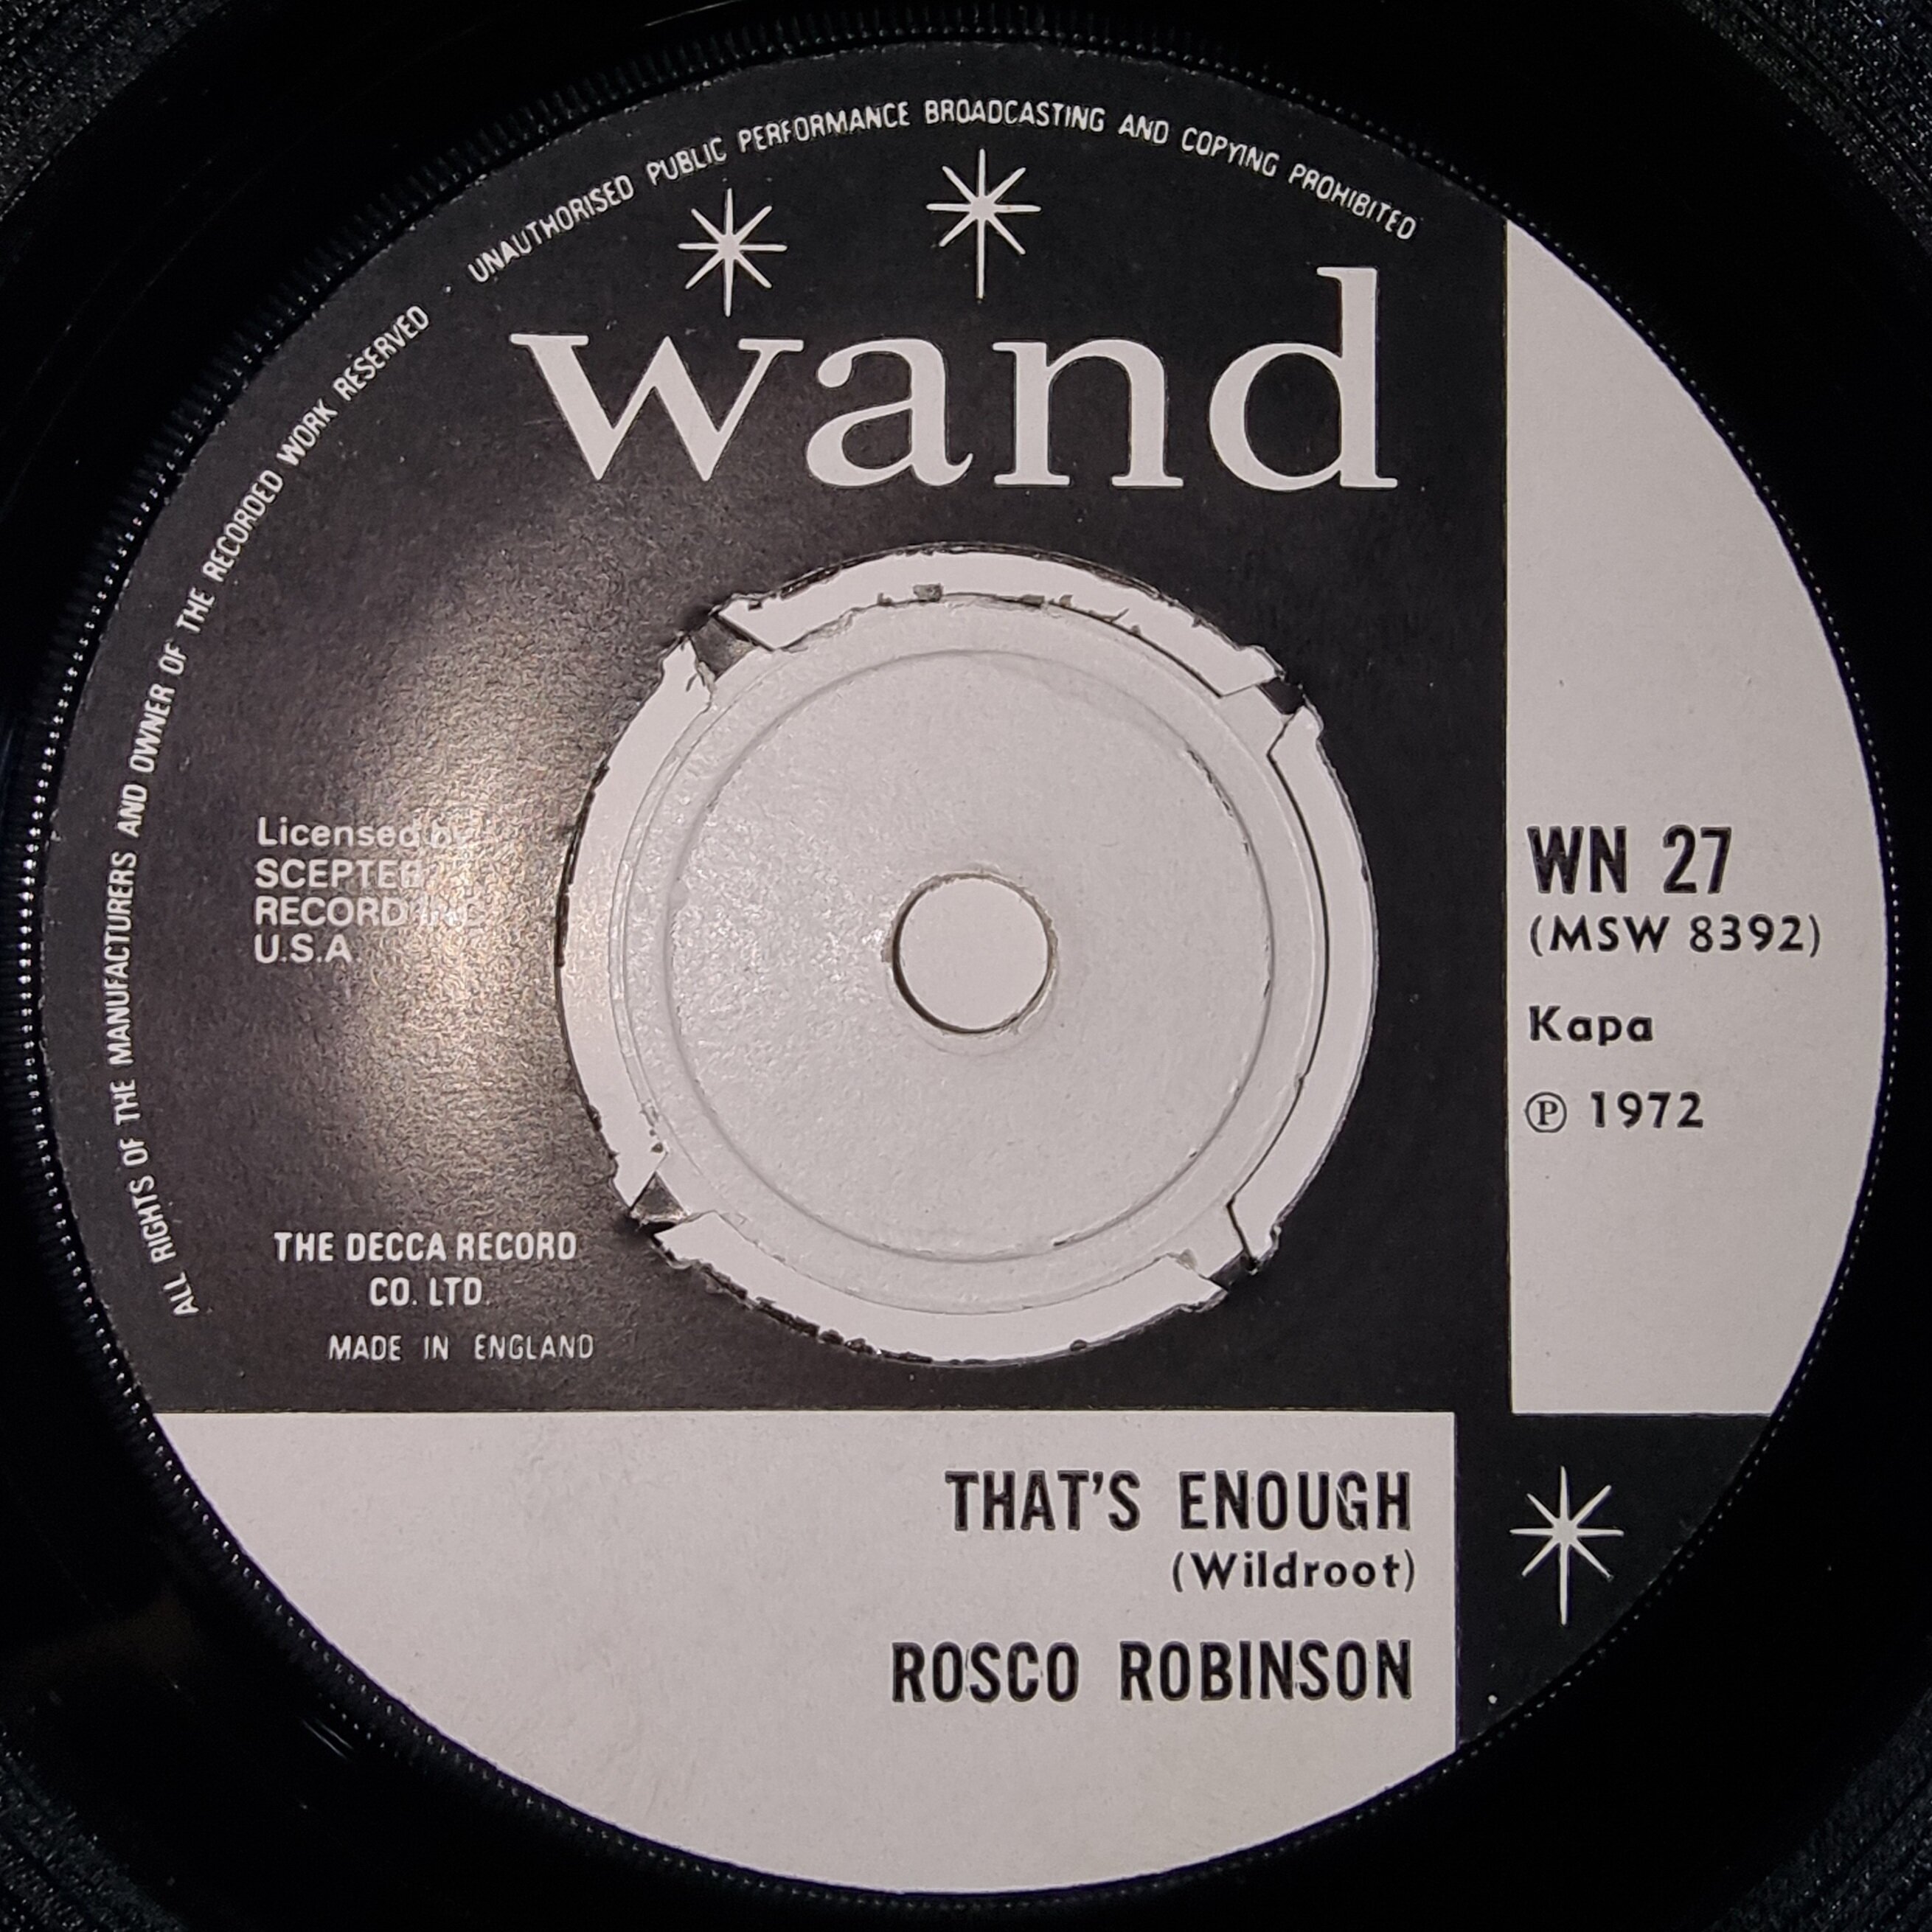 ALL RIGHTS OF THE MANUFACTURERS AND OWNER OF THE RECORDED WORK RESERVED · UNAUTHORISED PUBLIC PERFORMANCE BROADCASTING AND COPYING PROHIBITED
wand
Licensed by
SCEPTER
RECORD INC
U.S.A.
THE DECCA RECORD
CO. LTD.
MADE IN ENGLAND
WN 27
(MSW 8392)
Kapa
℗ 1972
THAT'S ENOUGH
(Wildroot)
ROSCO ROBINSON